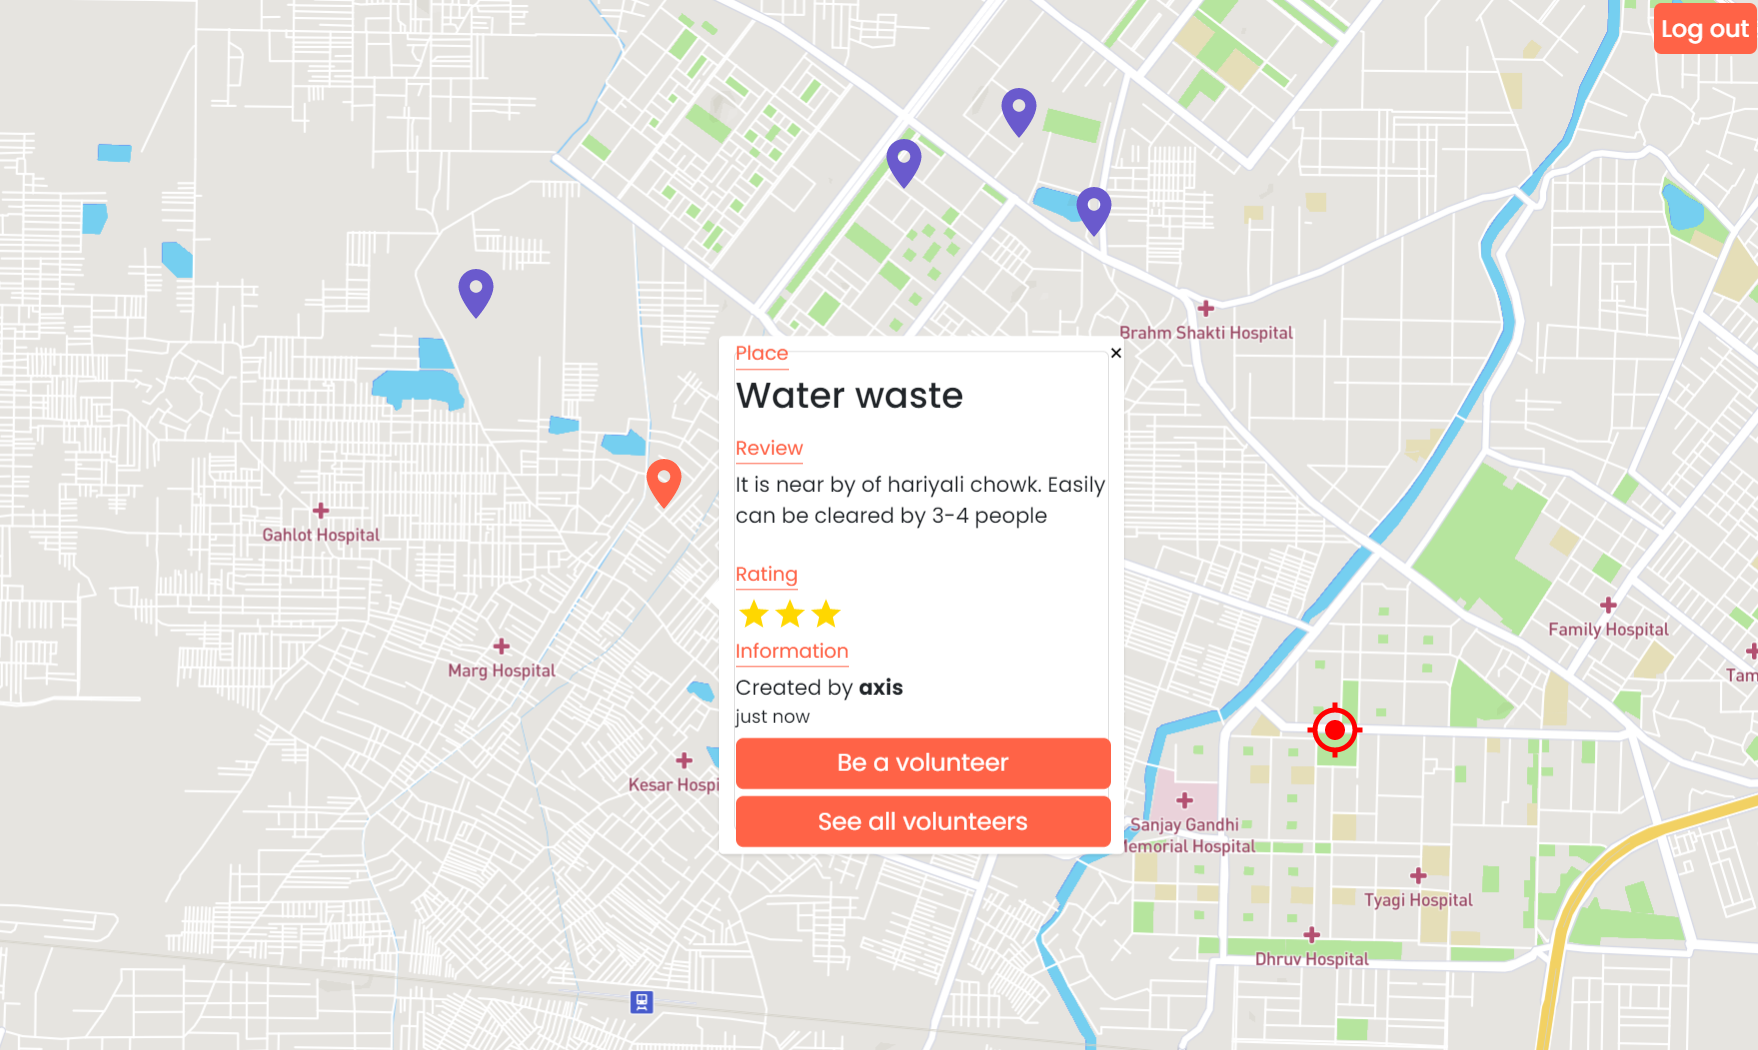 Log out
Brahm Shakti Hospital
Place
Water waste
Review
It is near by of hariyali chowk. Easily
can be cleared by 3-4 people
Rating
Information
Created by axis
just now
Be a volunteer
See all volunteers
Gahlot Hospital
Marg Hospital
Kesar Hospi
Family Hospital
Tam
Sanjay Gandhi
emorial Hospital
Tyagi Hospital
Dhruv Hospital